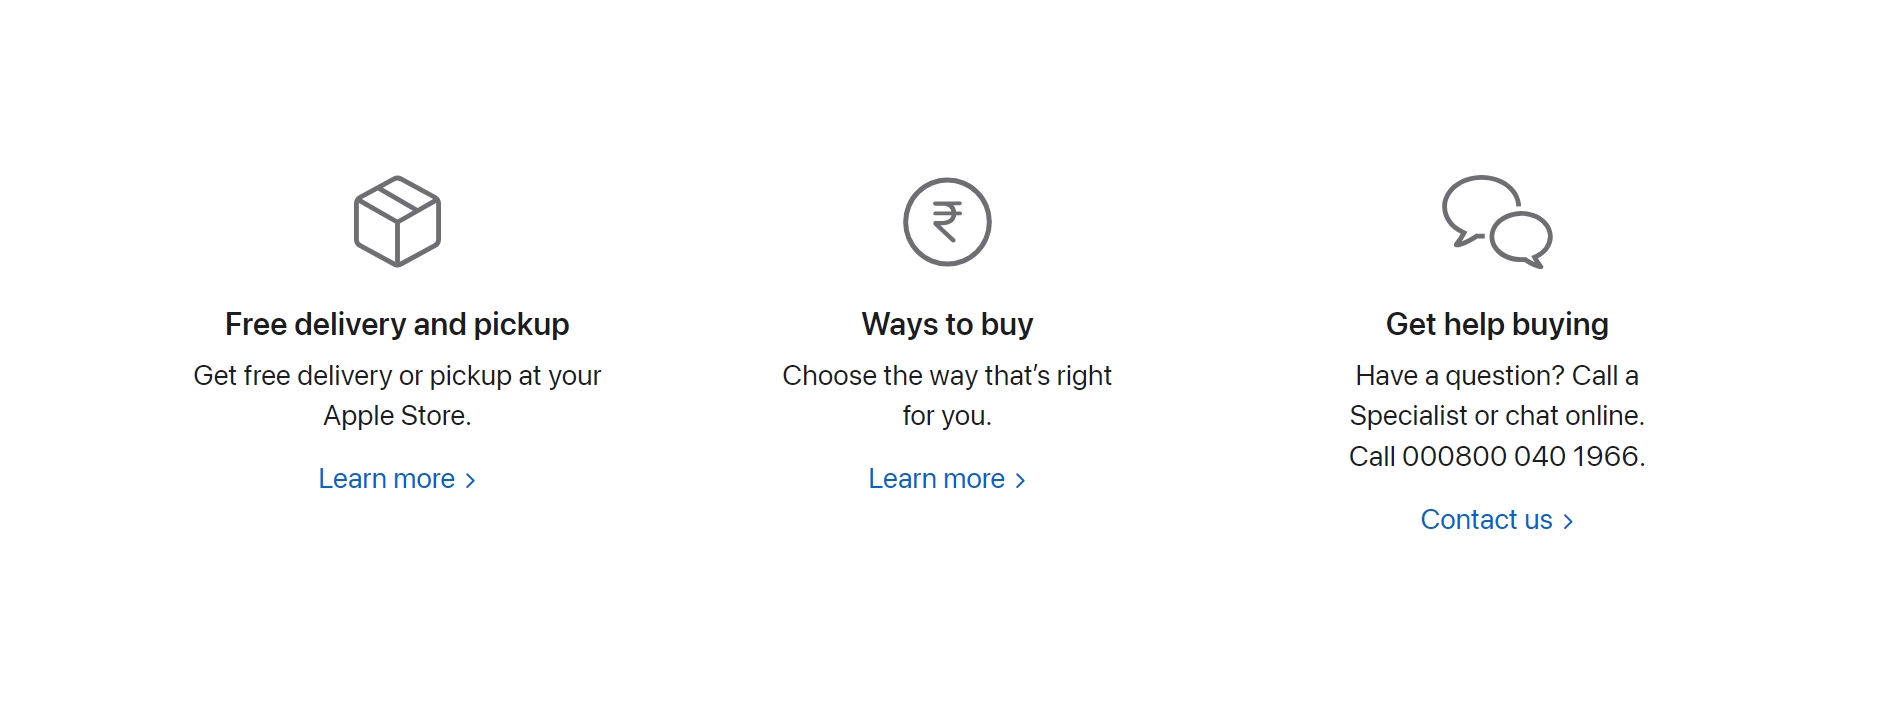 Free delivery and pickup
Get free delivery or pickup at your
Apple Store.
Learn more >
Ways to buy
Choose the way that’s right
for you.
Learn more >
Get help buying
Have a question? Call a
Specialist or chat online.
Call 000800 040 1966.
Contact us >